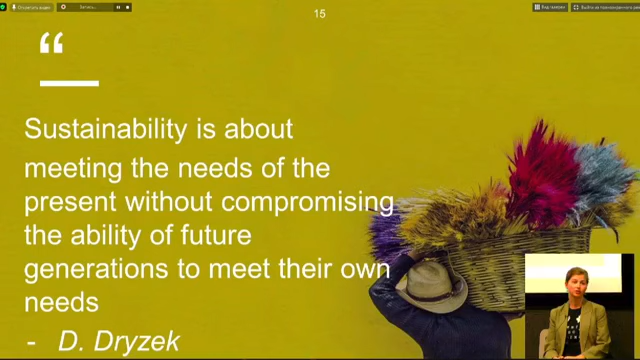 15
“
Sustainability is about
meeting the needs of the
present without compromising
the ability of future
generations to meet their own
needs
- D. Dryzek